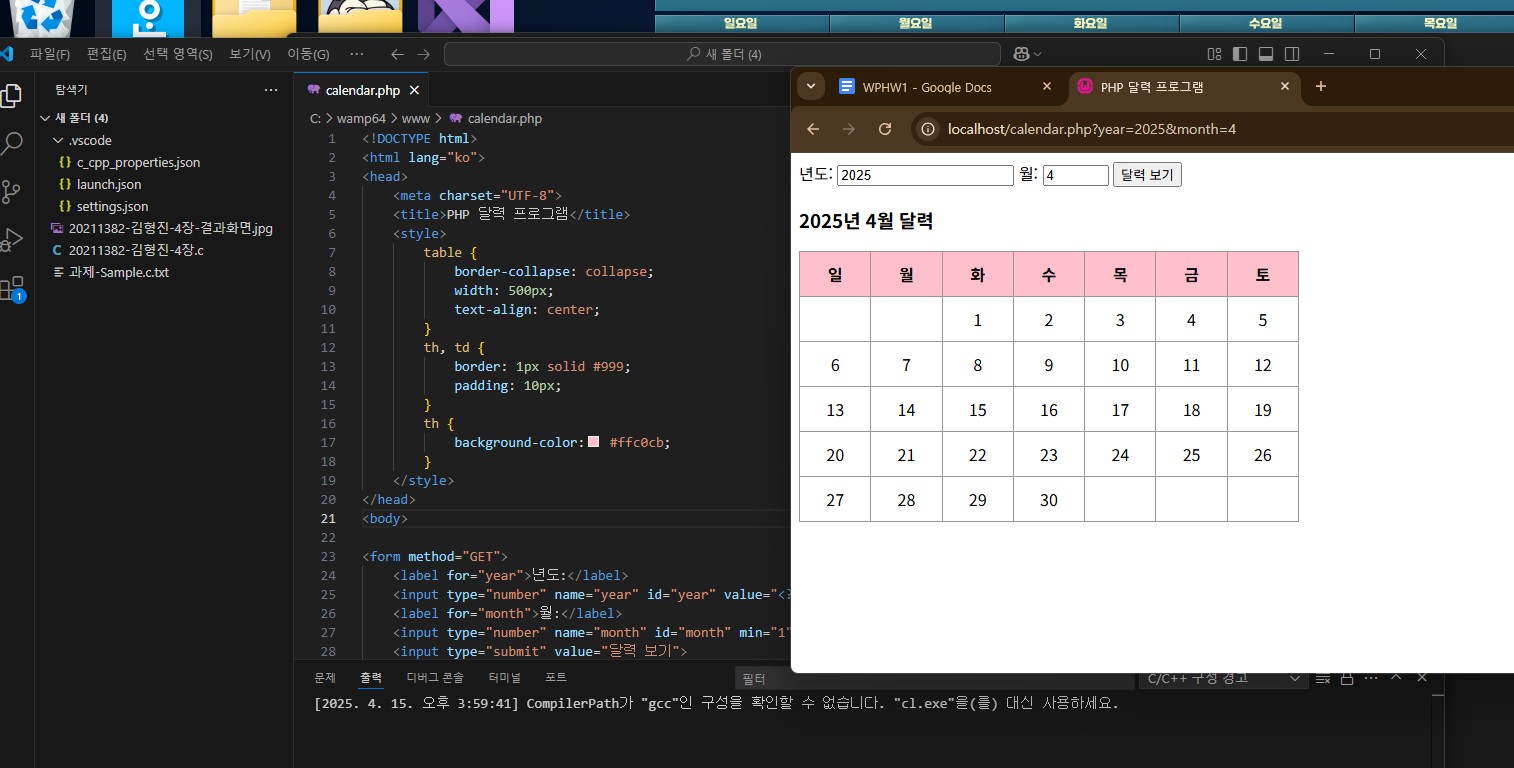 일요일 월요일 화요일 수요일 목요일
파일(F) 편집(E) 선택 영역(S) 보기(V) 이동(G) ··· 새 폴더 (4)
탐색기 ···
새 폴더 (4)
.vscode
{} c_cpp_properties.json
{} launch.json
{} settings.json
20211382-김형진-4장-결과화면.jpg
C 20211382-김형진-4장.c
과제-Sample.c.txt
1
calendar.php
C: > wamp64 > www > calendar.php
1 <!DOCTYPE html>
2 <html lang="ko">
3 <head>
4 <meta charset="UTF-8">
5 <title>PHP 달력 프로그램</title>
6 <style>
7 table {
8 border-collapse: collapse;
9 width: 500px;
10 text-align: center;
11 }
12 th, td {
13 border: 1px solid #999;
14 padding: 10px;
15 }
16 th {
17 background-color: #ffc0cb;
18 }
19 </style>
20 </head>
21 <body>
22
23 <form method="GET">
24 <label for="year">년도:</label>
25 <input type="number" name="year" id="year" value="<?
26 <label for="month">월:</label>
27 <input type="number" name="month" id="month" min="1"
28 <input type="submit" value="달력 보기">
WPHW1 - Google Docs PHP 달력 프로그램
localhost/calendar.php?year=2025&month=4
년도: 2025 월: 4 달력 보기
2025년 4월 달력
일 월 화 수 목 금 토
1 2 3 4 5
6 7 8 9 10 11 12
13 14 15 16 17 18 19
20 21 22 23 24 25 26
27 28 29 30
문제 출력 디버그 콘솔 터미널 포트 필터 C/C++ 구성 경고
[2025. 4. 15. 오후 3:59:41] CompilerPath가 "gcc"인 구성을 확인할 수 없습니다. "cl.exe"을(를) 대신 사용하세요.